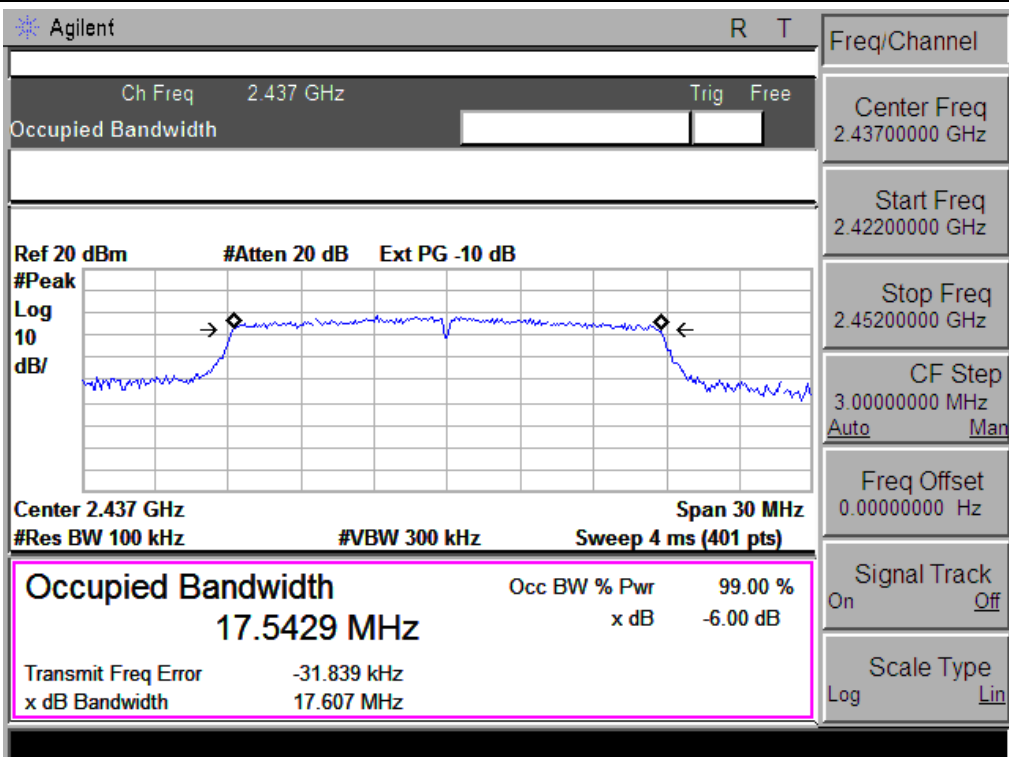 Agilent R T
Ch Freq 2.437 GHz Trig Free
Occupied Bandwidth
Ref 20 dBm #Atten 20 dB Ext PG -10 dB
#Peak
Log
10
dB/
Center 2.437 GHz Span 30 MHz
#Res BW 100 kHz #VBW 300 kHz Sweep 4 ms (401 pts)
Occupied Bandwidth Occ BW % Pwr 99.00 %
17.5429 MHz x dB -6.00 dB
Transmit Freq Error -31.839 kHz
x dB Bandwidth 17.607 MHz
Freq/Channel
Center Freq
2.43700000 GHz
Start Freq
2.42200000 GHz
Stop Freq
2.45200000 GHz
CF Step
3.00000000 MHz
Auto Man
Freq Offset
0.00000000 Hz
Signal Track
On Off
Scale Type
Log Lin